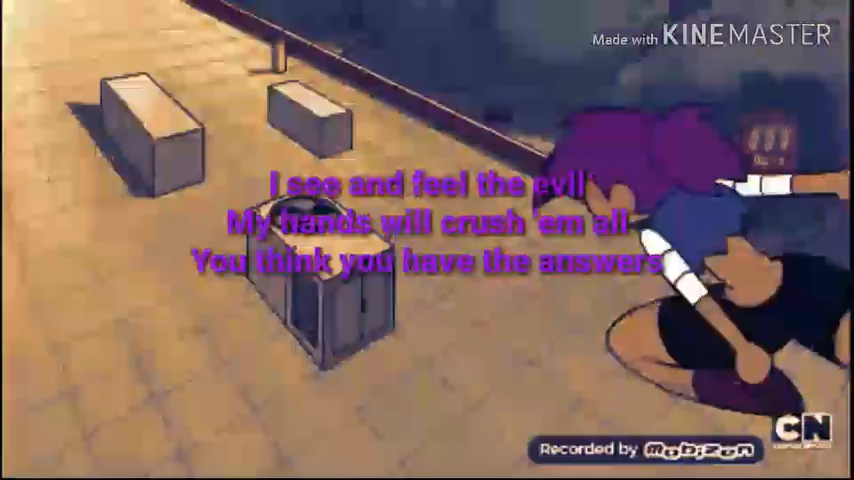 Made with KINEMASTER
I see and feel the evil
My hands will crush 'em all
You think you have the answers
CN
Recorded by Mobizen